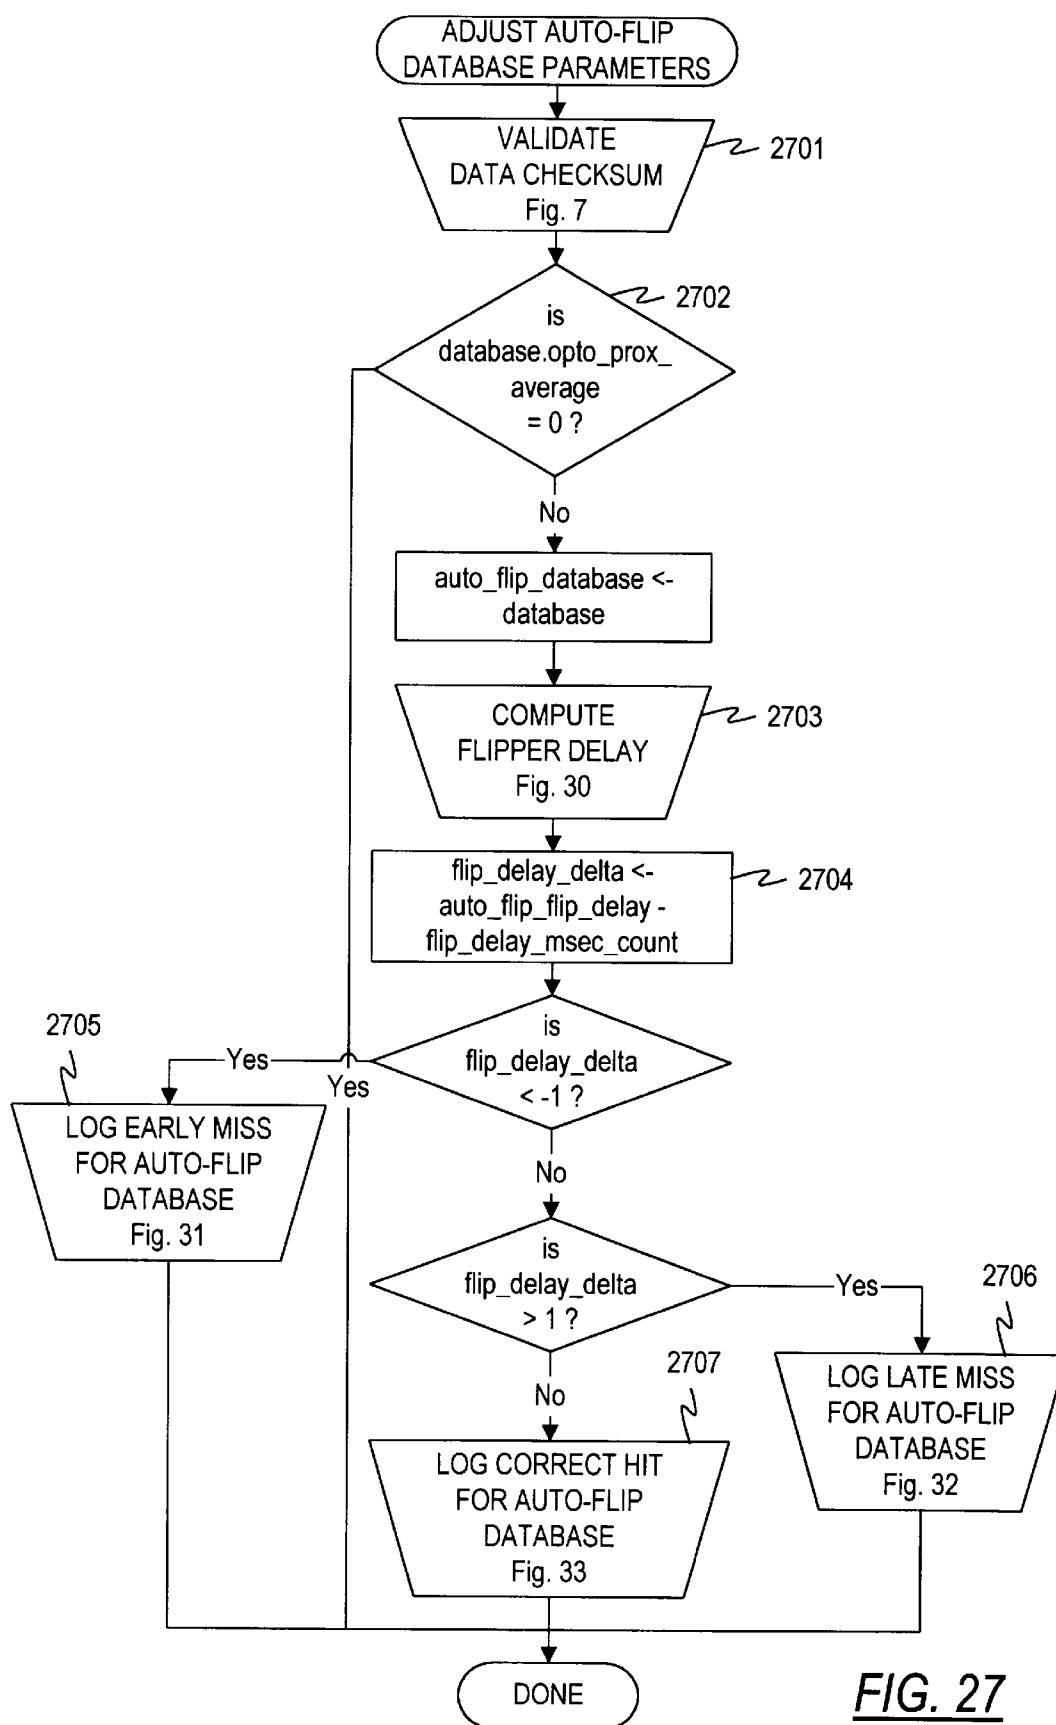 ADJUST AUTO-FLIP
DATABASE PARAMETERS
VALIDATE
DATA CHECKSUM
Fig. 7
2701
is
database.opto_prox_
average
= 0 ?
2702
No
auto_flip_database <-
database
COMPUTE
FLIPPER DELAY
Fig. 30
2703
flip_delay_delta <-
auto_flip_flip_delay -
flip_delay_msec_count
2704
is
flip_delay_delta
< -1 ?
Yes
Yes
2705
LOG EARLY MISS
FOR AUTO-FLIP
DATABASE
Fig. 31
No
is
flip_delay_delta
> 1 ?
Yes
2706
LOG LATE MISS
FOR AUTO-FLIP
DATABASE
Fig. 32
No
2707
LOG CORRECT HIT
FOR AUTO-FLIP
DATABASE
Fig. 33
DONE
FIG. 27